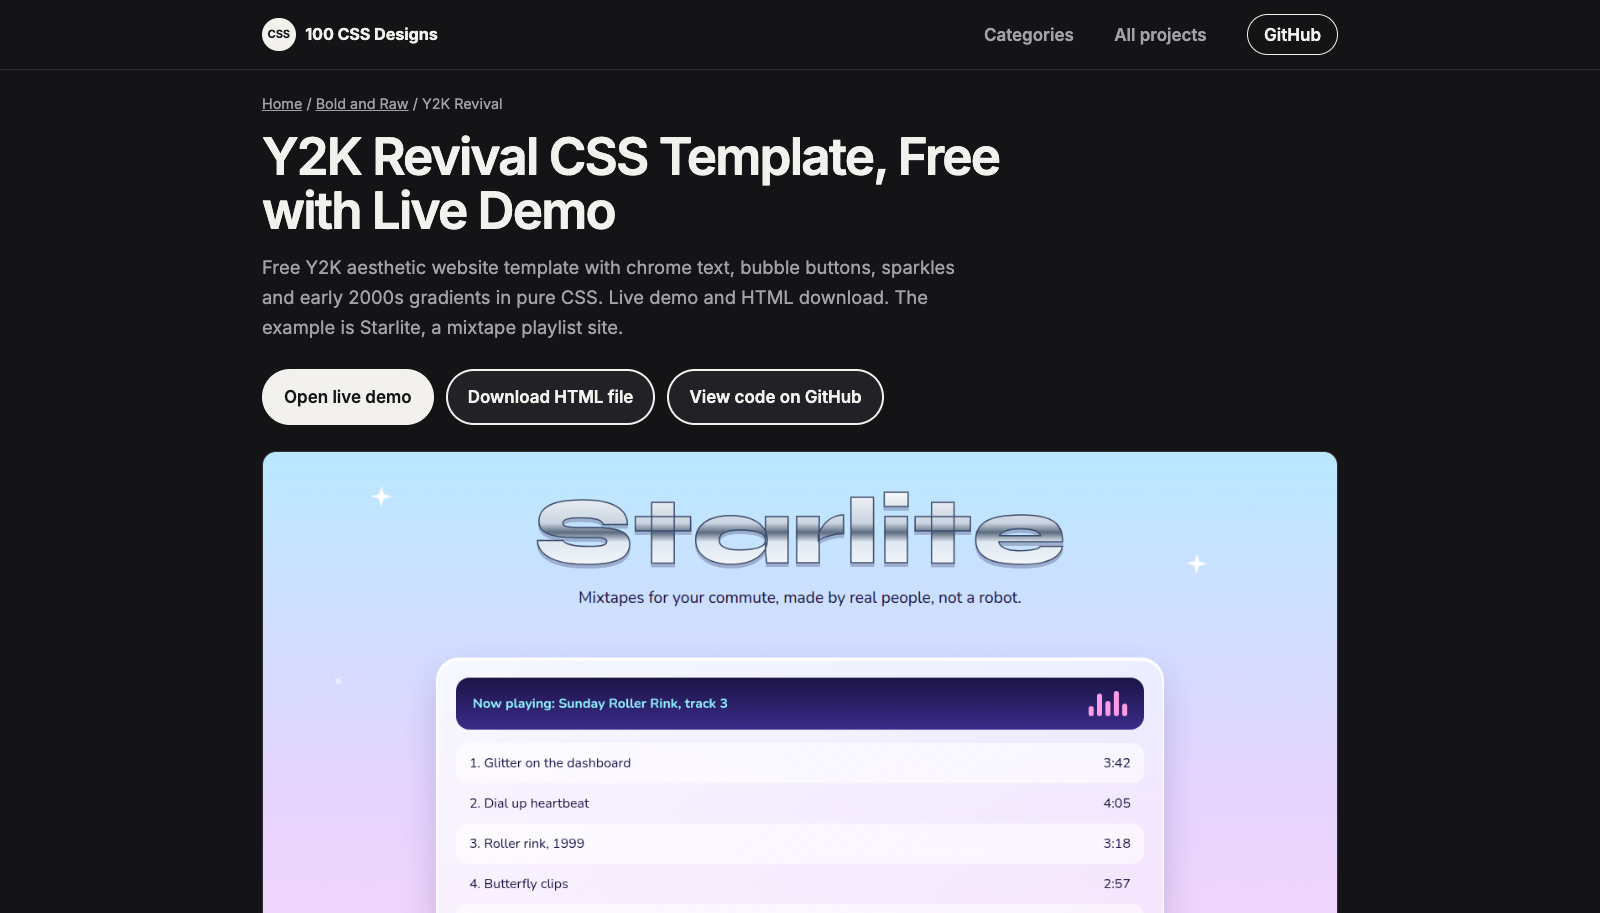 CSS 100 CSS Designs
Categories
All projects
GitHub
Home / Bold and Raw / Y2K Revival
Y2K Revival CSS Template, Free
with Live Demo
Free Y2K aesthetic website template with chrome text, bubble buttons, sparkles
and early 2000s gradients in pure CSS. Live demo and HTML download. The
example is Starlite, a mixtape playlist site.
Open live demo
Download HTML file
View code on GitHub
Starlite
Mixtapes for your commute, made by real people, not a robot.
Now playing: Sunday Roller Rink, track 3
1. Glitter on the dashboard 3:42
2. Dial up heartbeat 4:05
3. Roller rink, 1999 3:18
4. Butterfly clips 2:57